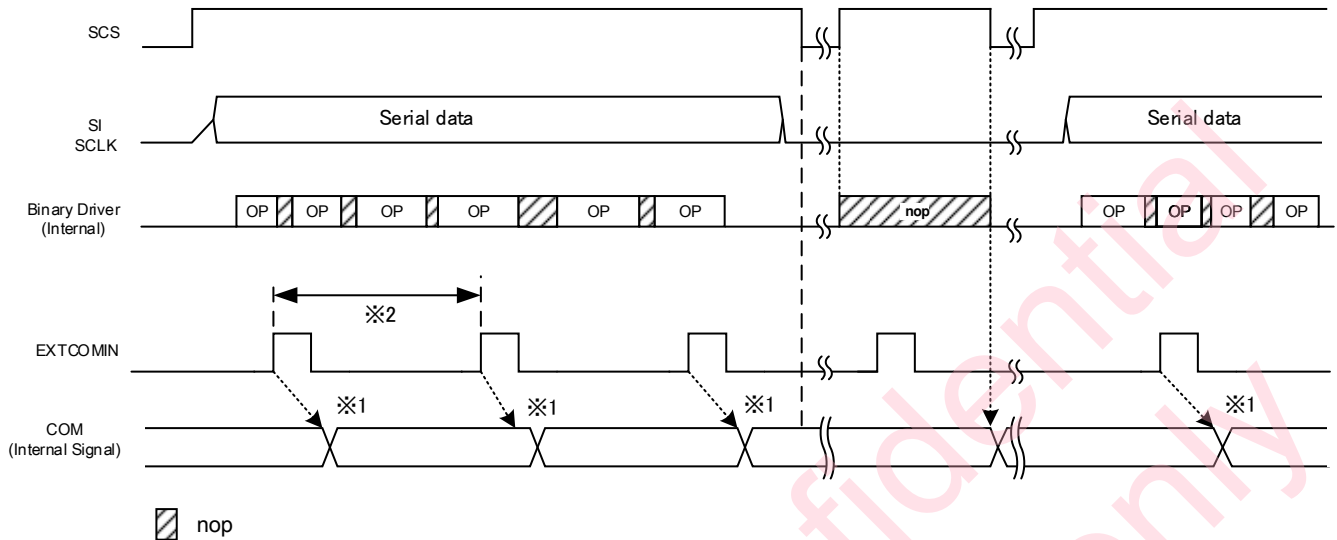 SCS
SI
SCLK
Serial data
Serial data
Binary Driver
(Internal)
OP OP OP OP OP OP nop OP OP OP OP
※2
EXTCOMIN
※1 ※1 ※1 ※1
COM
(Internal Signal)
nop
fidential
only